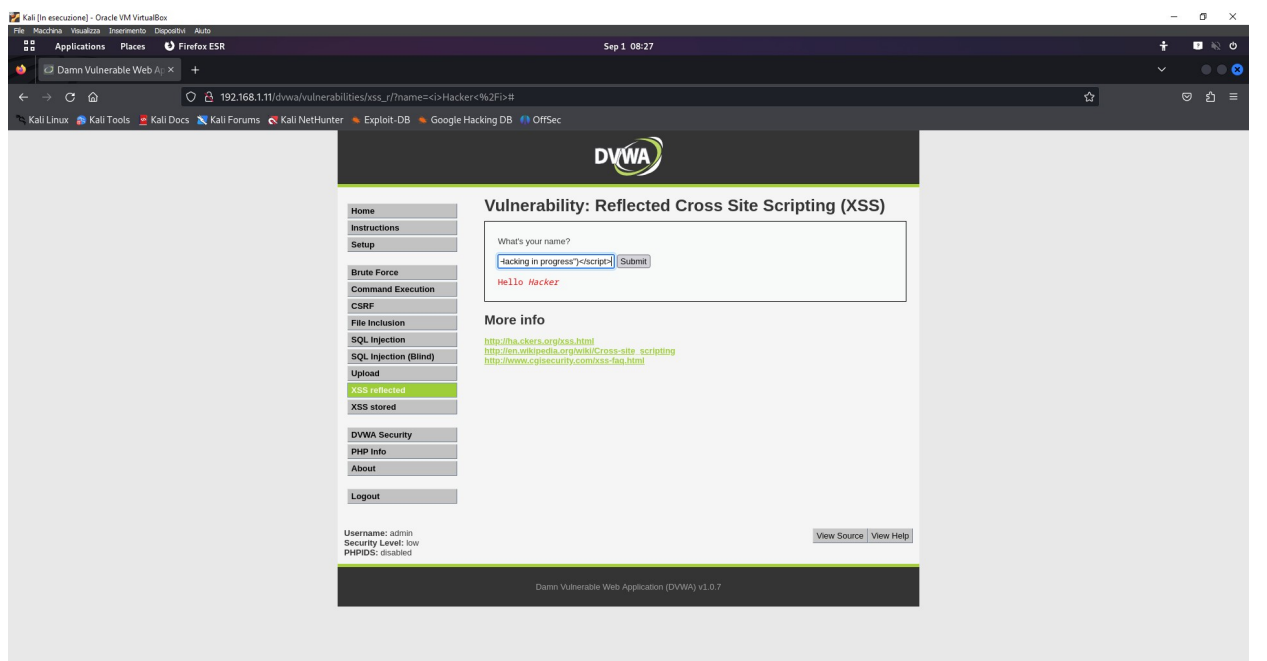 Kali [In esecuzione] - Oracle VM VirtualBox
File Macchina Visualizza Inserimento Dispositivi Aiuto
Applications Places Firefox ESR Sep 1 08:27
Damn Vulnerable Web Ap
192.168.1.11/dvwa/vulnerabilities/xss_r/?name=<i>Hacker<%2Fi>#
Kali Linux Kali Tools Kali Docs Kali Forums Kali NetHunter Exploit-DB Google Hacking DB OffSec
DVWA
Home
Instructions
Setup
Brute Force
Command Execution
CSRF
File Inclusion
SQL Injection
SQL Injection (Blind)
Upload
XSS reflected
XSS stored
DVWA Security
PHP Info
About
Logout
Vulnerability: Reflected Cross Site Scripting (XSS)
What's your name?
Hacking in progress")</script> Submit
Hello Hacker
More info
http://ha.ckers.org/xss.html
http://en.wikipedia.org/wiki/Cross-site_scripting
http://www.cgisecurity.com/xss-faq.html
Username: admin
Security Level: low
PHPIDS: disabled
View Source View Help
Damn Vulnerable Web Application (DVWA) v1.0.7